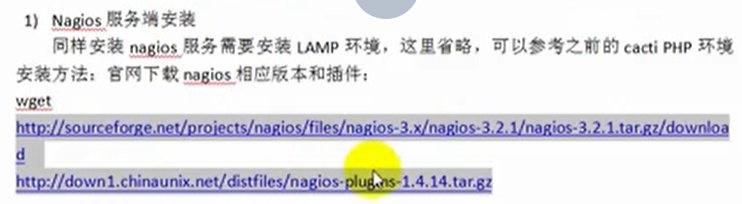 1) Nagios 服务端安装
同样安装 nagios 服务需要安装 LAMP 环境，这里省略，可以参考之前的 cacti PHP 环境
安装方法：官网下载 nagios 相应版本和插件：
wget
http://sourceforge.net/projects/nagios/files/nagios-3.x/nagios-3.2.1/nagios-3.2.1.tar.gz/downloa
d
http://down1.chinaunix.net/distfiles/nagios-plugins-1.4.14.tar.gz